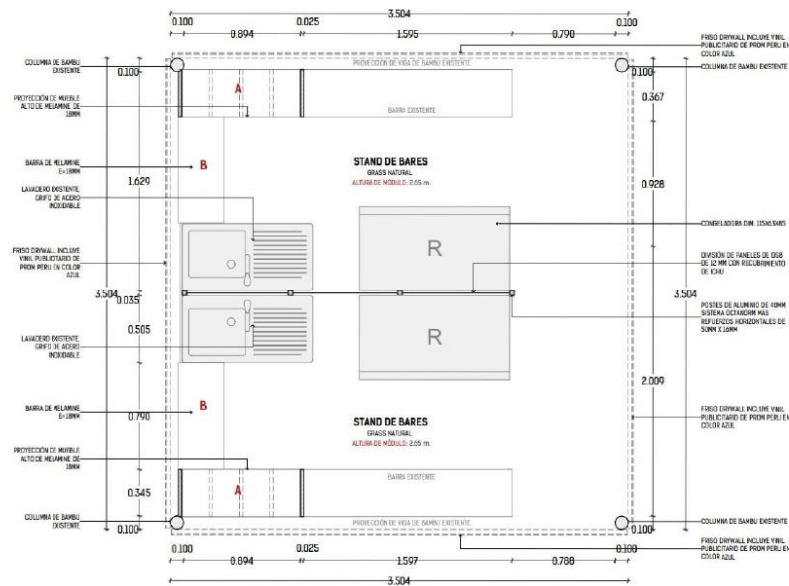 3.504
0.100
0.894
0.025
1.595
0.790
0.100
FRISO DRYWALL INCLUYE VINIL
PUBLICITARIO DE PROM PERU EN
COLOR AZUL
COLUMNA DE BAMBU
EXISTENTE
PROYECCIÓN DE VIGA DE BAMBU EXISTENTE
COLUMNA DE BAMBU EXISTENTE
0.100
0.100
0.367
PROYECCIÓN DE MUEBLE
ALTO DE MELAMINE DE
18MM
A
BARRA EXISTENTE
BARRA DE MELAMINE
E=18MM
B
1.629
STAND DE BARES
GRASS NATURAL
ALTURA DE MÓDULO: 2.65 m.
0.928
LAVADERO EXISTENTE,
GRIFO DE ACERO
INOXIDABLE
CONGELADORA DIM. 115X63X85
R
FRISO DRYWALL INCLUYE
VINIL PUBLICITARIO DE
PROM PERU EN COLOR
AZUL
DIVISIÓN DE PANELES DE OSB
DE 12 MM CON RECUBRIMIENTO
DE ICHU
3.504
0.035
3.504
0.505
POSTES DE ALUMINIO DE 40MM
SISTEMA OCTANORM MAS
REFUERZOS HORIZONTALES DE
50MM X 16MM
R
LAVADERO EXISTENTE,
GRIFO DE ACERO
INOXIDABLE
2.009
BARRA DE MELAMINE
E=18MM
B
0.790
STAND DE BARES
GRASS NATURAL
ALTURA DE MÓDULO: 2.65 m.
FRISO DRYWALL INCLUYE VINIL
PUBLICITARIO DE PROM PERU EN
COLOR AZUL
PROYECCIÓN DE MUEBLE
ALTO DE MELAMINE DE
18MM
A
BARRA EXISTENTE
0.345
COLUMNA DE BAMBU
EXISTENTE
0.100
PROYECCIÓN DE VIGA DE BAMBU EXISTENTE
0.100
COLUMNA DE BAMBU EXISTENTE
FRISO DRYWALL INCLUYE VINIL
PUBLICITARIO DE PROM PERU EN
COLOR AZUL
0.100
0.894
0.025
1.597
0.788
0.100
3.504